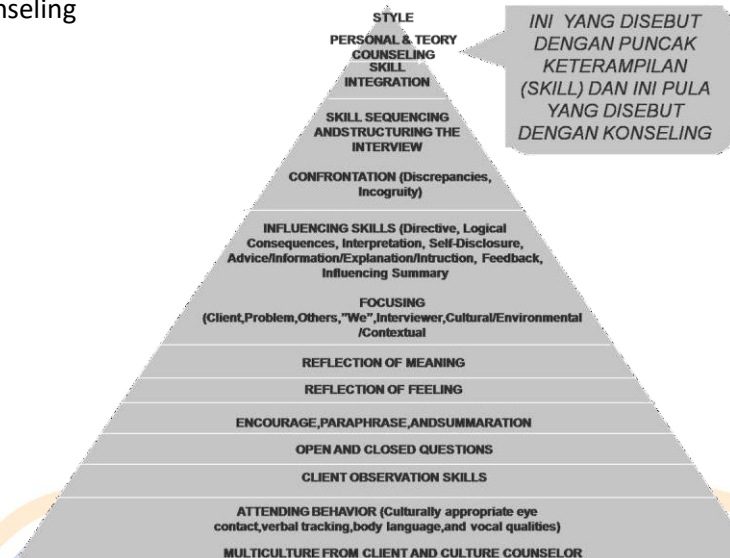 nseling
STYLE
PERSONAL & TEORY
COUNSELING
SKILL
INTEGRATION
INI YANG DISEBUT
DENGAN PUNCAK
KETERAMPILAN
(SKILL) DAN INI PULA
YANG DISEBUT
DENGAN KONSELING
SKILL SEQUENCING
ANDSTRUCTURING THE
INTERVIEW
CONFRONTATION (Discrepancies,
Incogruity)
INFLUENCING SKILLS (Directive, Logical
Consequences, Interpretation, Self-Disclosure,
Advice/Information/Explanation/Intruction, Feedback,
Influencing Summary
FOCUSING
(Client,Problem,Others,"We",Interviewer,Cultural/Environmental
/Contextual
REFLECTION OF MEANING
REFLECTION OF FEELING
ENCOURAGE,PARAPHRASE,ANDSUMMARATION
OPEN AND CLOSED QUESTIONS
CLIENT OBSERVATION SKILLS
ATTENDING BEHAVIOR (Culturally appropriate eye
contact,verbal tracking,body language,and vocal qualities)
MULTICULTURE FROM CLIENT AND CULTURE COUNSELOR